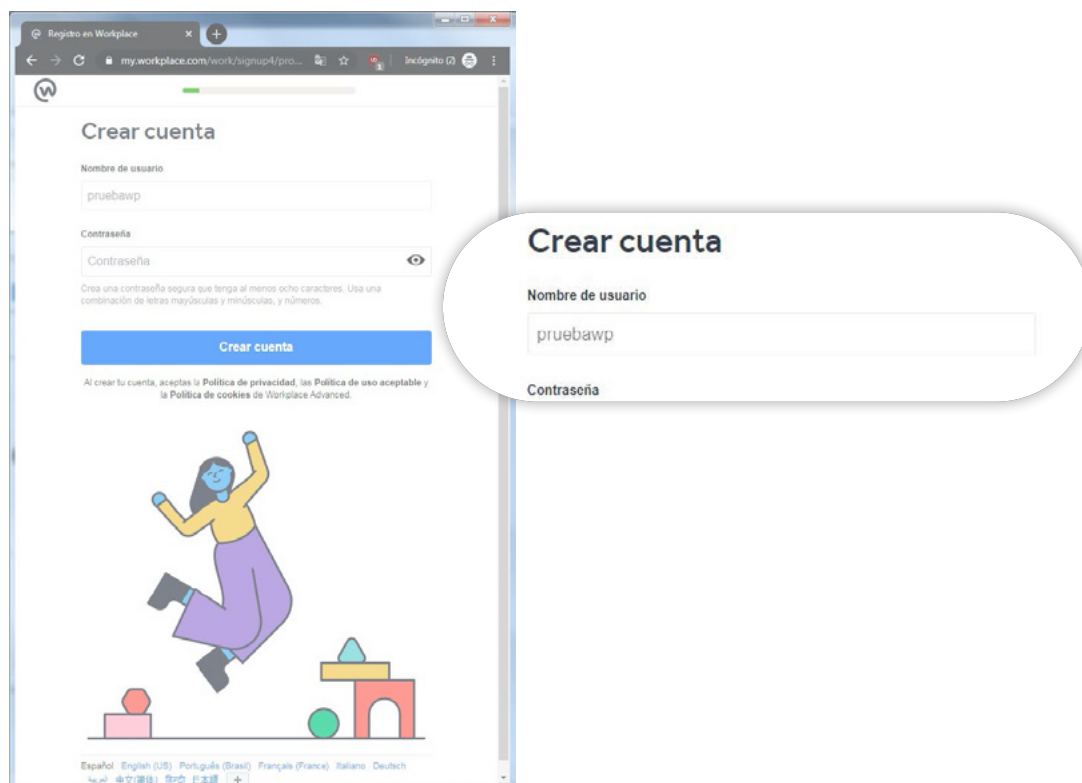 Registro en Workplace
my.workplace.com/work/signup4/pro...
Incógnito (2)
Crear cuenta
Nombre de usuario
pruebawp
Contraseña
Contraseña
Crea una contraseña segura que tenga al menos ocho caracteres. Usa una
combinación de letras mayúsculas y minúsculas, y números.
Crear cuenta
Al crear tu cuenta, aceptas la Política de privacidad, las Política de uso aceptable y
la Política de cookies de Workplace Advanced.
Español English (US) Português (Brasil) Français (France) Italiano Deutsch
العربية 中文(简体) हिन्दी 日本語 +
Crear cuenta
Nombre de usuario
pruebawp
Contraseña